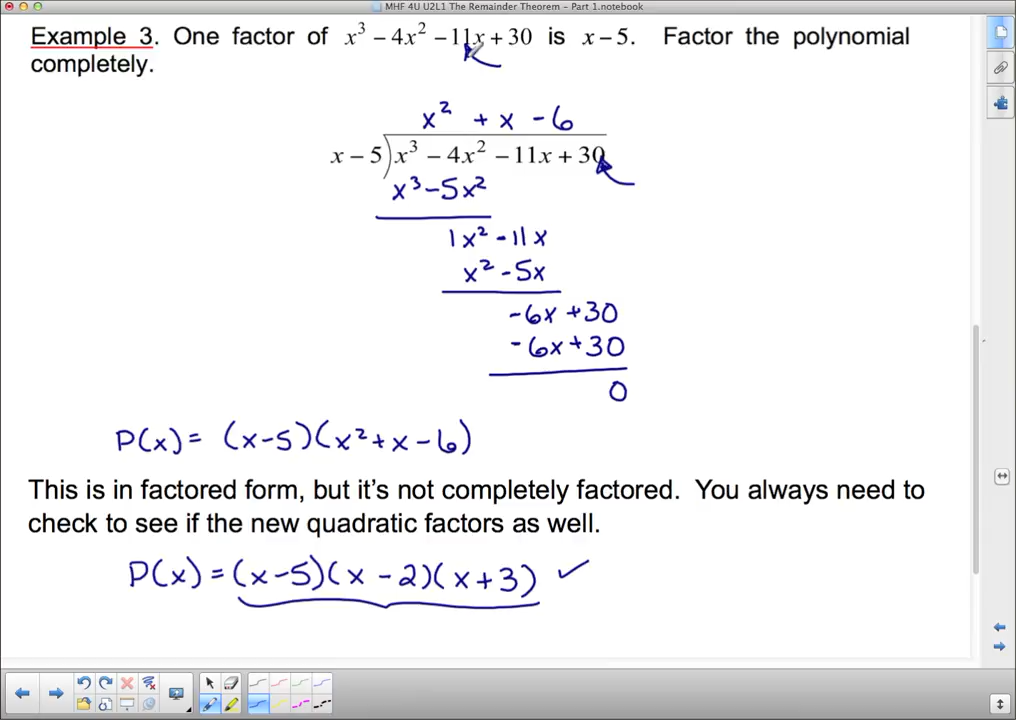 MHF 4U U2L1 The Remainder Theorem - Part 1.notebook
Example 3. One factor of x³ − 4x² − 11x + 30 is x − 5. Factor the polynomial
completely.
x² + x - 6
x − 5)x³ − 4x² − 11x + 30
x³ - 5x²
1x² - 11x
x² - 5x
-6x + 30
-6x + 30
0
P(x) = (x-5)(x² + x - 6)
This is in factored form, but it's not completely factored. You always need to
check to see if the new quadratic factors as well.
P(x) = (x-5)(x-2)(x+3) ✓